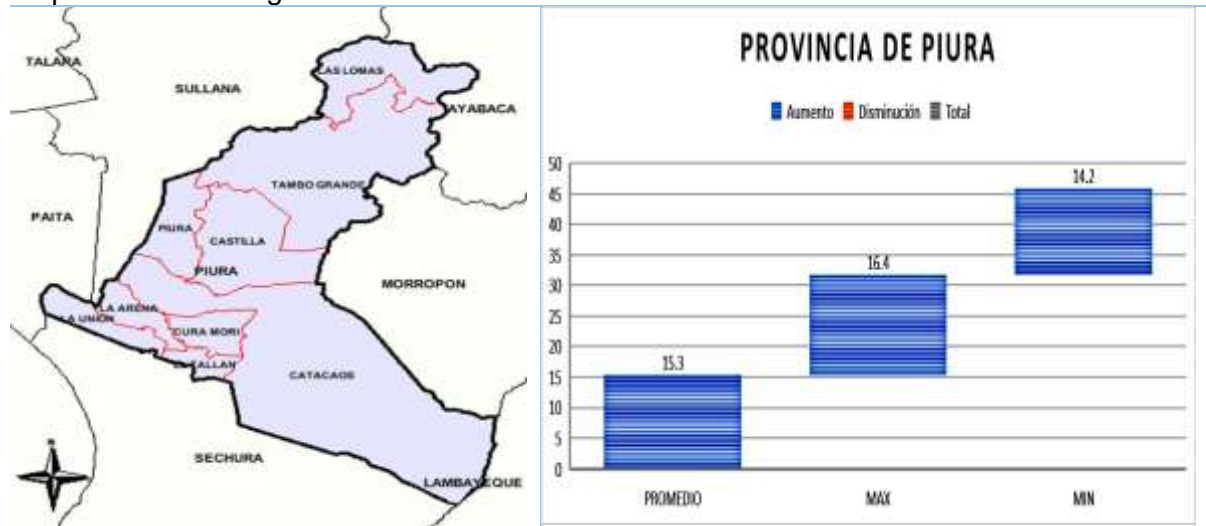 TALARA
SULLANA
LAS LOMAS
AYABACA
TAMBO GRANDE
PAITA
PIURA
CASTILLA
PIURA
MORROPON
LA ARENA
LA UNION
CURA MORI
EL TALLAN
CATACAOS
SECHURA
LAMBAYEQUE
N
PROVINCIA DE PIURA
Aumento Disminución Total
50
45
40
35
30
25
20
15
10
5
0
15.3
16.4
14.2
PROMEDIO MAX MIN